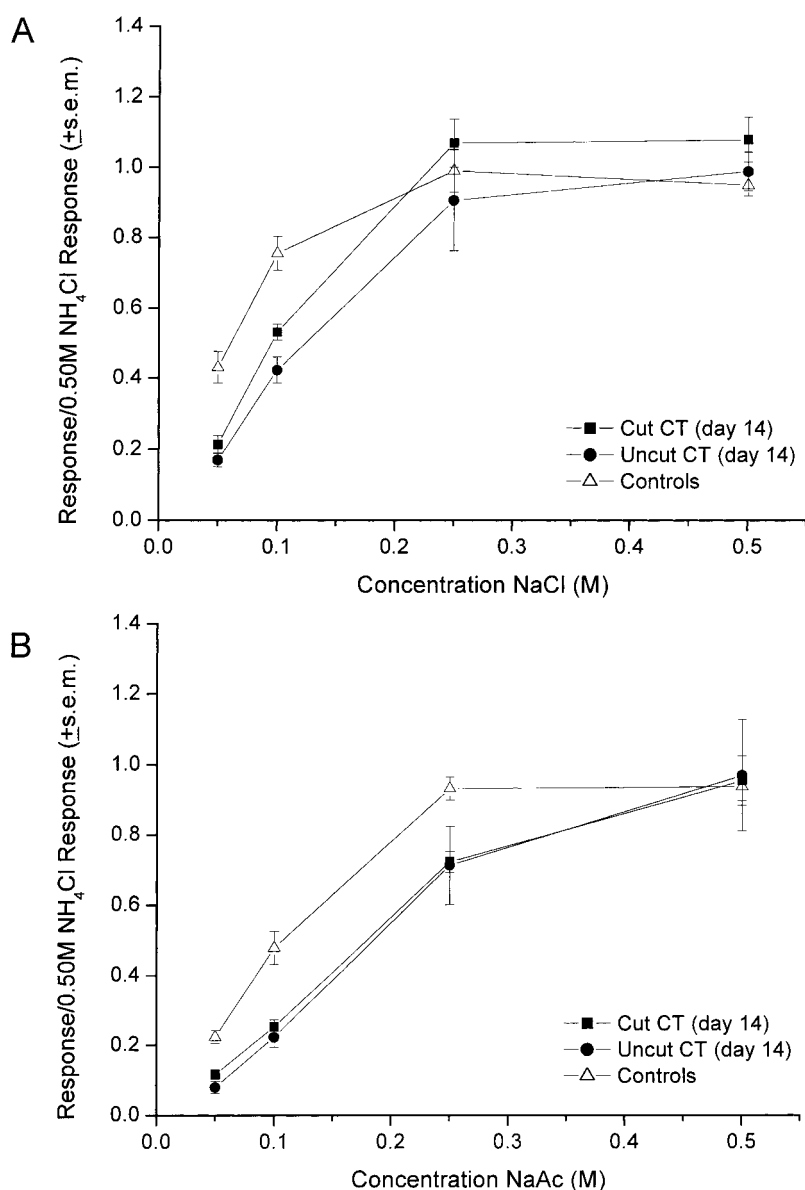 A
Response/0.50M NH₄Cl Response (±s.e.m.)
1.4
1.2
1.0
0.8
0.6
0.4
0.2
0.0
Cut CT (day 14)
Uncut CT (day 14)
Controls
0.0 0.1 0.2 0.3 0.4 0.5
Concentration NaCl (M)
B
Response/0.50M NH₄Cl Response (±s.e.m.)
1.4
1.2
1.0
0.8
0.6
0.4
0.2
0.0
Cut CT (day 14)
Uncut CT (day 14)
Controls
0.0 0.1 0.2 0.3 0.4 0.5
Concentration NaAc (M)